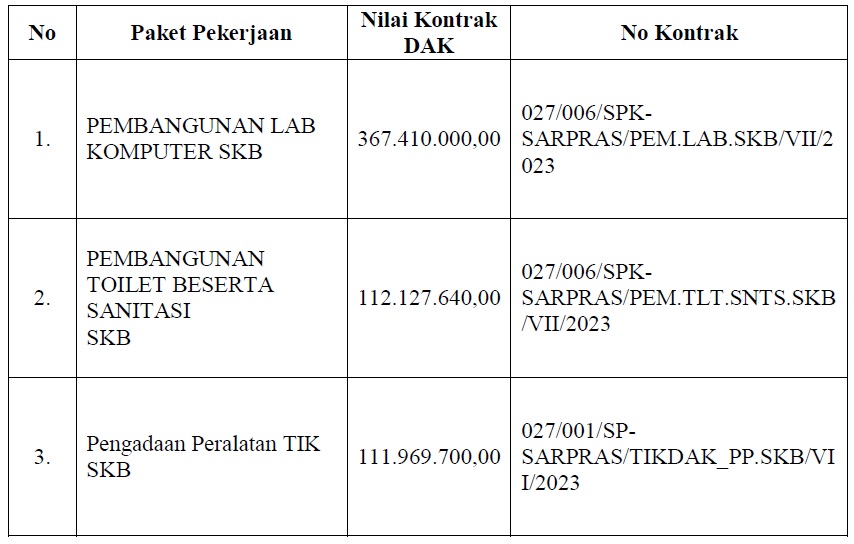 No
Paket Pekerjaan
Nilai Kontrak
DAK
No Kontrak
1.
PEMBANGUNAN LAB
KOMPUTER SKB
367.410.000,00
027/006/SPK-
SARPRAS/PEM.LAB.SKB/VII/2
023
2.
PEMBANGUNAN
TOILET BESERTA
SANITASI
SKB
112.127.640,00
027/006/SPK-
SARPRAS/PEM.TLT.SNTS.SKB
/VII/2023
3.
Pengadaan Peralatan TIK
SKB
111.969.700,00
027/001/SP-
SARPRAS/TIKDAK_PP.SKB/VI
I/2023